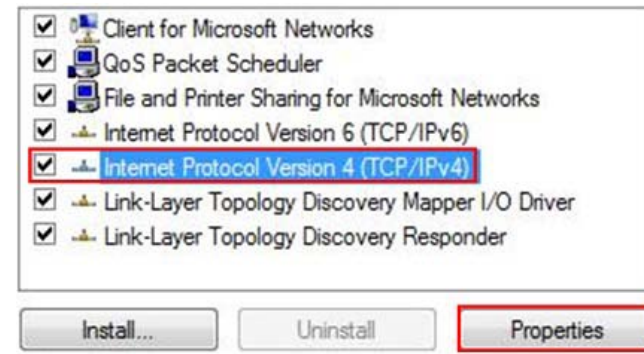 Client for Microsoft Networks
QoS Packet Scheduler
File and Printer Sharing for Microsoft Networks
Internet Protocol Version 6 (TCP/IPv6)
Internet Protocol Version 4 (TCP/IPv4)
Link-Layer Topology Discovery Mapper I/O Driver
Link-Layer Topology Discovery Responder
Install... Uninstall Properties